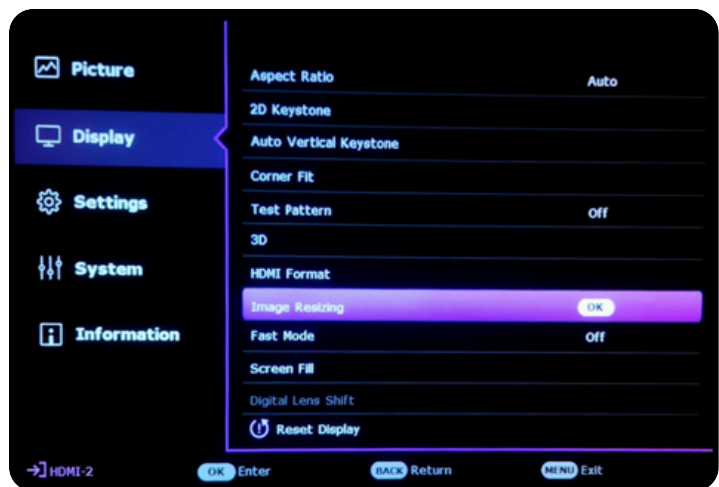 Picture
Display
Settings
System
Information
Aspect Ratio Auto
2D Keystone
Auto Vertical Keystone
Corner Fit
Test Pattern Off
3D
HDMI Format
Image Resizing OK
Fast Mode Off
Screen Fill
Digital Lens Shift
Reset Display
HDMI-2 OK Enter BACK Return MENU Exit